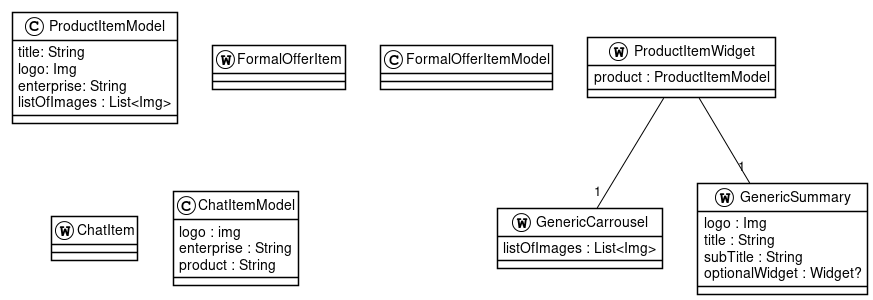 C ProductItemModel
title: String
logo: Img
enterprise: String
listOfImages : List<Img>
W FormalOfferItem
C FormalOfferItemModel
W ProductItemWidget
product : ProductItemModel
1
1
W ChatItem
C ChatItemModel
logo : img
enterprise : String
product : String
W GenericCarrousel
listOfImages : List<Img>
W GenericSummary
logo : Img
title : String
subTitle : String
optionalWidget : Widget?